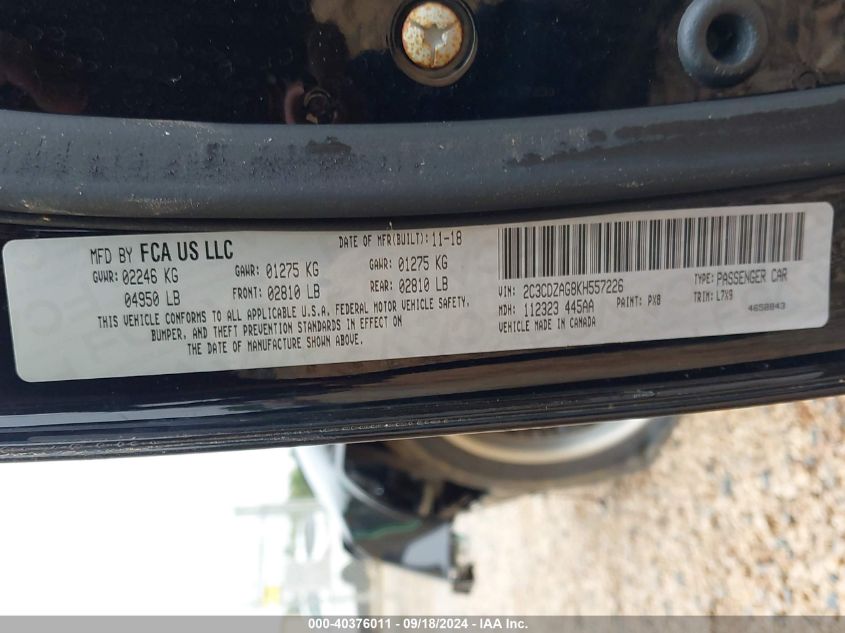 MFD BY FCA US LLC
DATE OF MFR(BUILT): 11-18
GVWR: 02246 KG
GAWR: 01275 KG
GAWR: 01275 KG
04950 LB
FRONT: 02810 LB
REAR: 02810 LB
THIS VEHICLE CONFORMS TO ALL APPLICABLE U.S.A. FEDERAL MOTOR VEHICLE SAFETY,
BUMPER, AND THEFT PREVENTION STANDARDS IN EFFECT ON
THE DATE OF MANUFACTURE SHOWN ABOVE.
VIN: 2C3CDZAG8KH557226
TYPE: PASSENGER CAR
MDH: 112323 445AA
PAINT: PX8
TRIM: L7X9
VEHICLE MADE IN CANADA
4658843
000-40376011 - 09/18/2024 - IAA Inc.